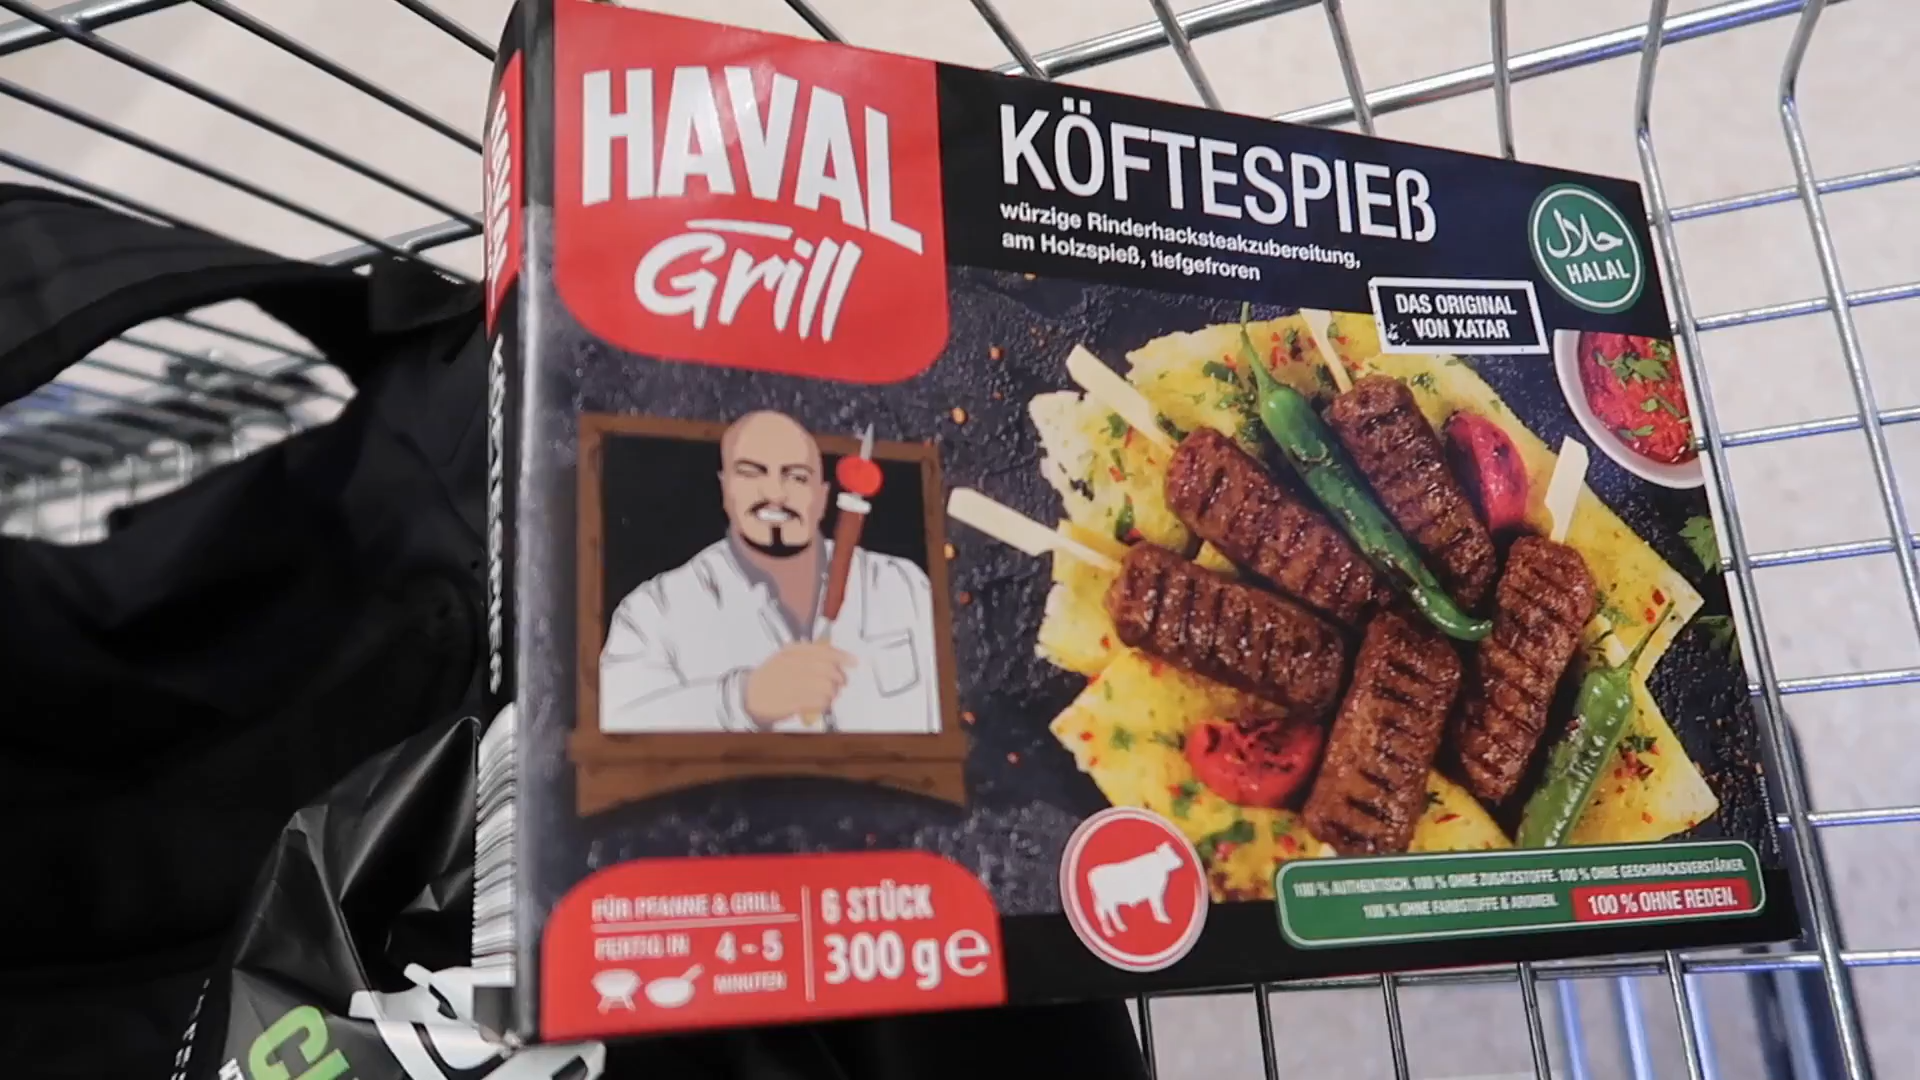 HAVAL
Grill
KÖFTESPIEß
würzige Rinderhacksteakzubereitung,
am Holzspieß, tiefgefroren
حلال
HALAL
DAS ORIGINAL
VON XATAR
FÜR PFANNE & GRILL
FERTIG IN 4 - 5
MINUTEN
6 STÜCK
300 g e
100 % AUTHENTISCH. 100 % OHNE ZUSATZSTOFFE. 100 % OHNE GESCHMACKSVERSTÄRKER.
100 % OHNE FARBSTOFFE & AROMEN. 100 % OHNE REDEN.
HAVAL